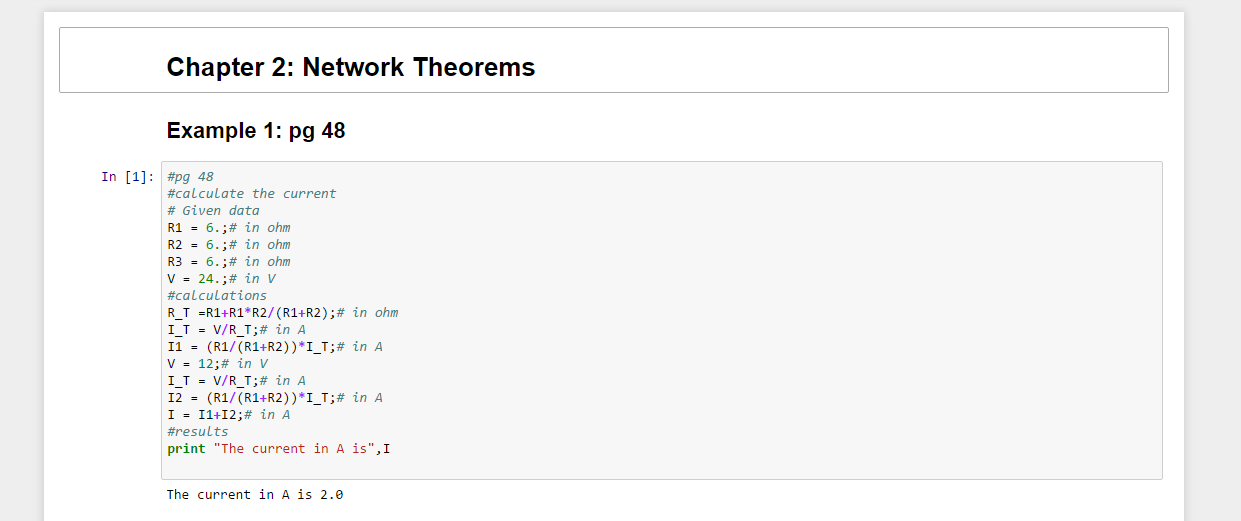 Chapter 2: Network Theorems
Example 1: pg 48
In [1]: #pg 48
#calculate the current
# Given data
R1 = 6.;# in ohm
R2 = 6.;# in ohm
R3 = 6.;# in ohm
V = 24.;# in V
#calculations
R_T =R1+R1*R2/(R1+R2);# in ohm
I_T = V/R_T;# in A
I1 = (R1/(R1+R2))*I_T;# in A
V = 12;# in V
I_T = V/R_T;# in A
I2 = (R1/(R1+R2))*I_T;# in A
I = I1+I2;# in A
#results
print "The current in A is",I
The current in A is 2.0